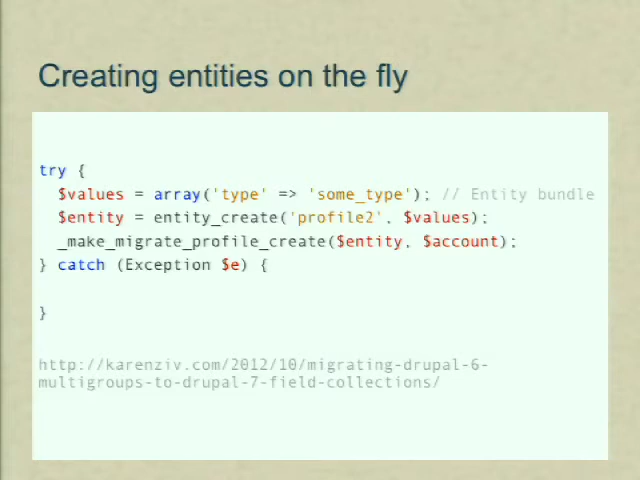 Creating entities on the fly
try {
$values = array('type' => 'some_type'); // Entity bundle
$entity = entity_create('profile2', $values);
_make_migrate_profile_create($entity, $account);
} catch (Exception $e) {
}
http://karenziv.com/2012/10/migrating-drupal-6-
multigroups-to-drupal-7-field-collections/